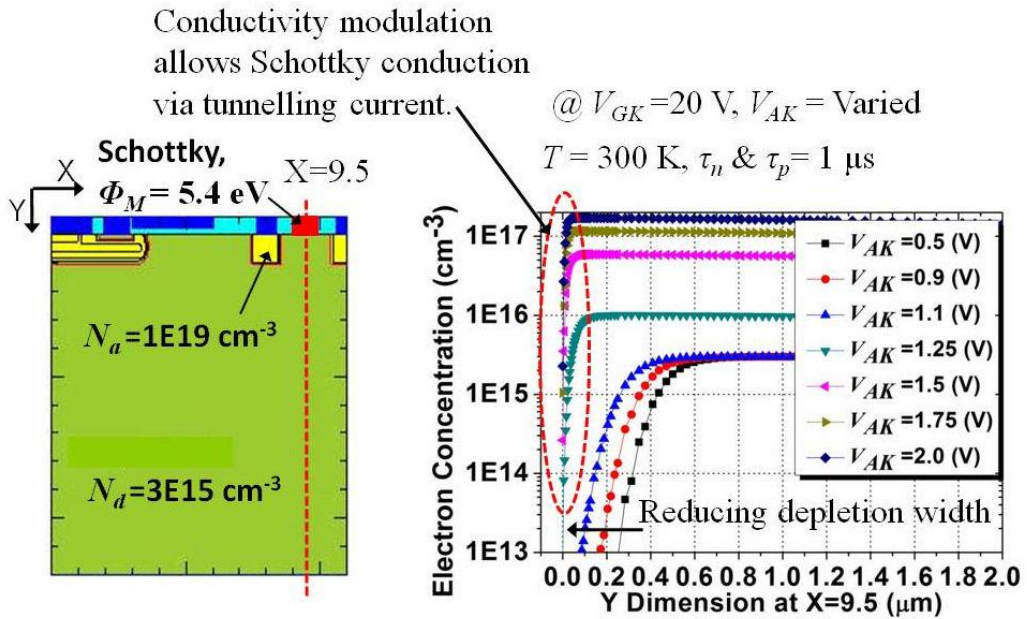 Conductivity modulation
allows Schottky conduction
via tunnelling current.
@ V_GK =20 V, V_AK = Varied
T = 300 K, τ_n & τ_p= 1 μs
Schottky,
Φ_M = 5.4 eV
X=9.5
X
Y
N_a =1E19 cm⁻³
N_d =3E15 cm⁻³
Electron Concentration (cm⁻³)
1E17
1E16
1E15
1E14
1E13
V_AK =0.5 (V)
V_AK =0.9 (V)
V_AK =1.1 (V)
V_AK =1.25 (V)
V_AK =1.5 (V)
V_AK =1.75 (V)
V_AK =2.0 (V)
Reducing depletion width
0.0 0.2 0.4 0.6 0.8 1.0 1.2 1.4 1.6 1.8 2.0
Y Dimension at X=9.5 (μm)